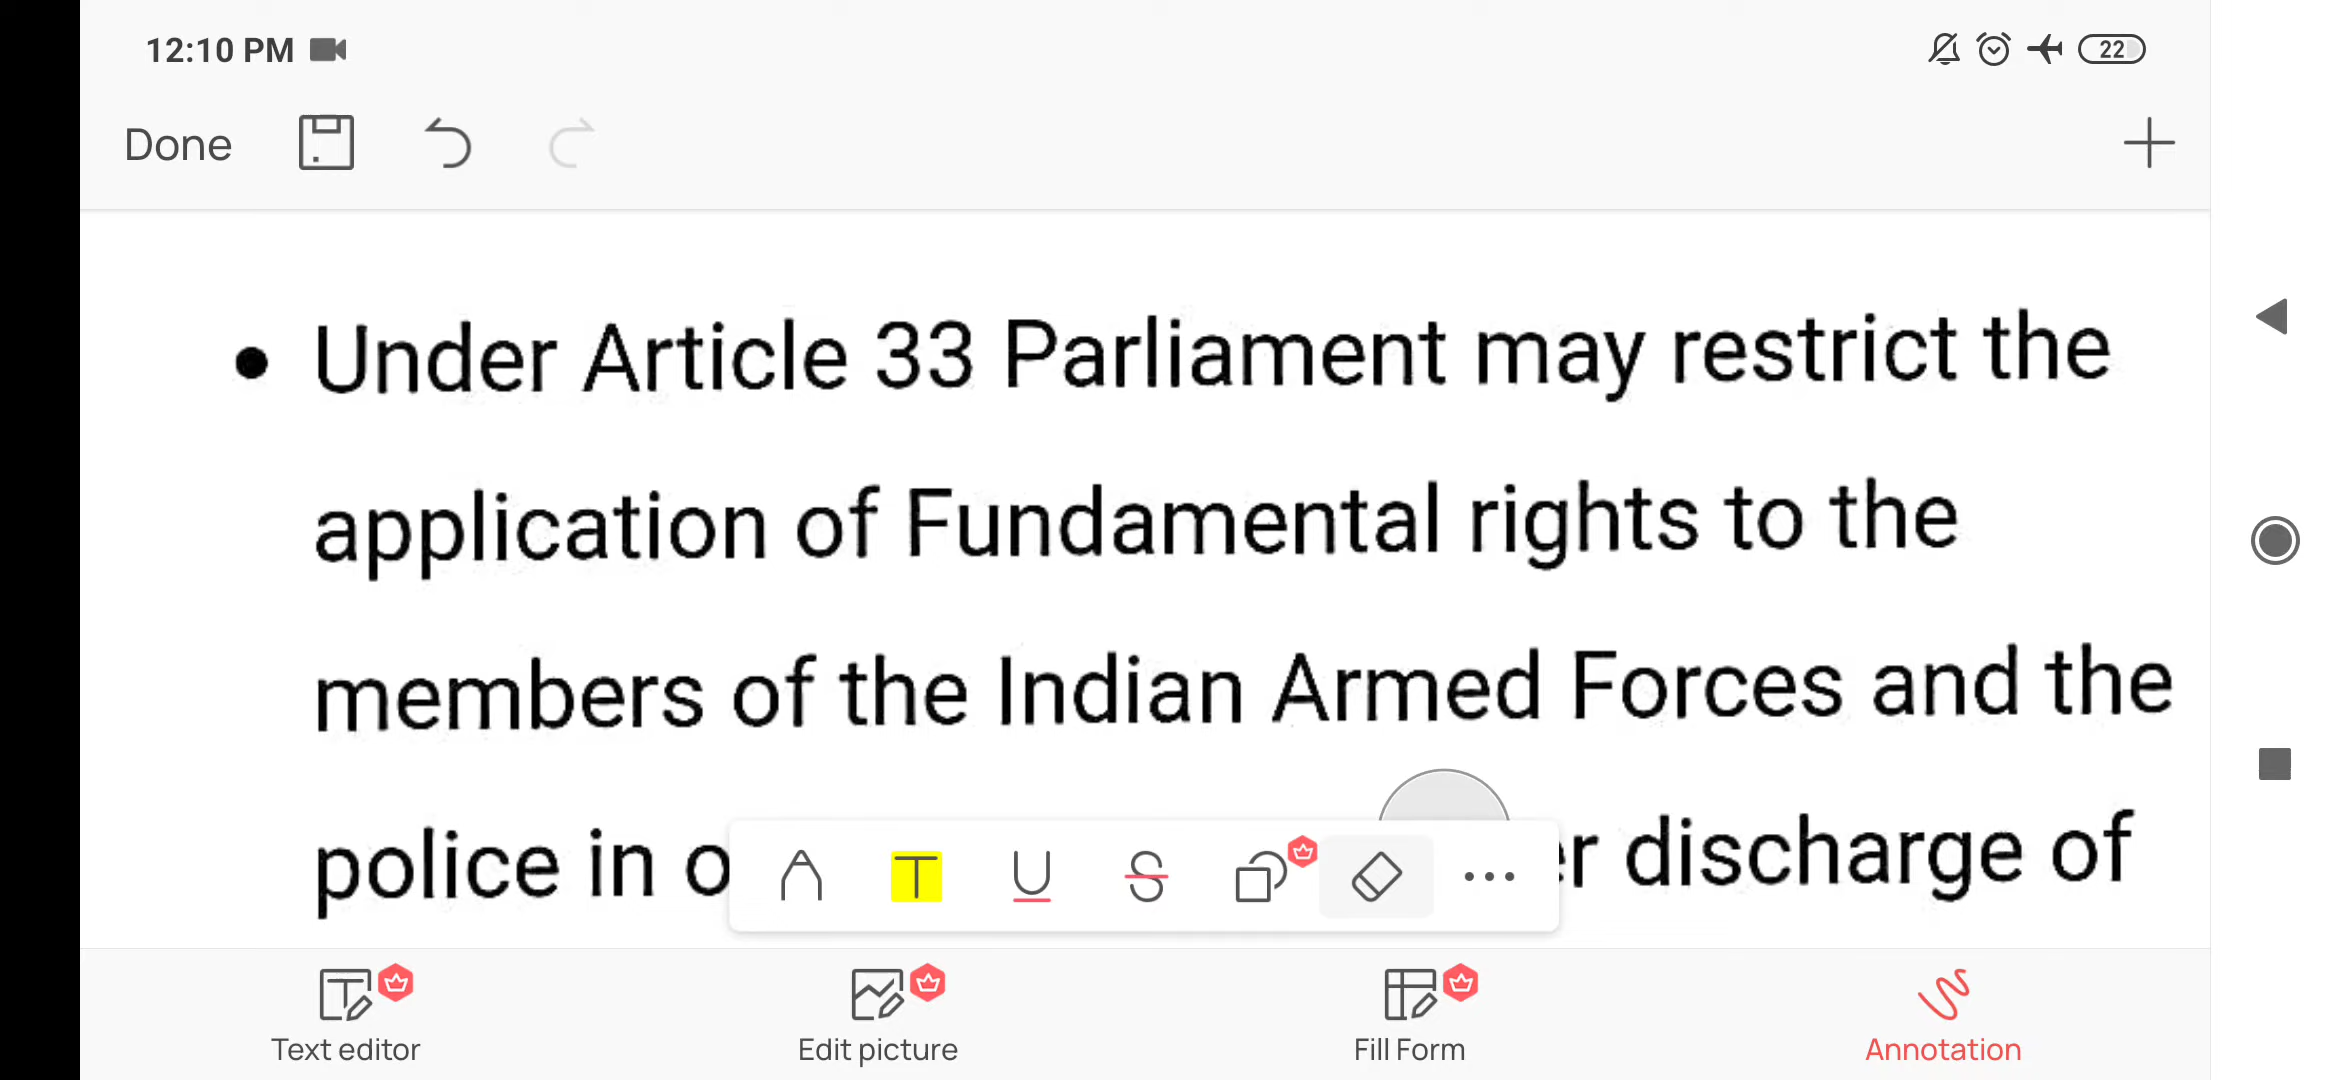 12:10 PM
22
Done
• Under Article 33 Parliament may restrict the
application of Fundamental rights to the
members of the Indian Armed Forces and the
police in o
r discharge of
T U S
Text editor
Edit picture
Fill Form
Annotation